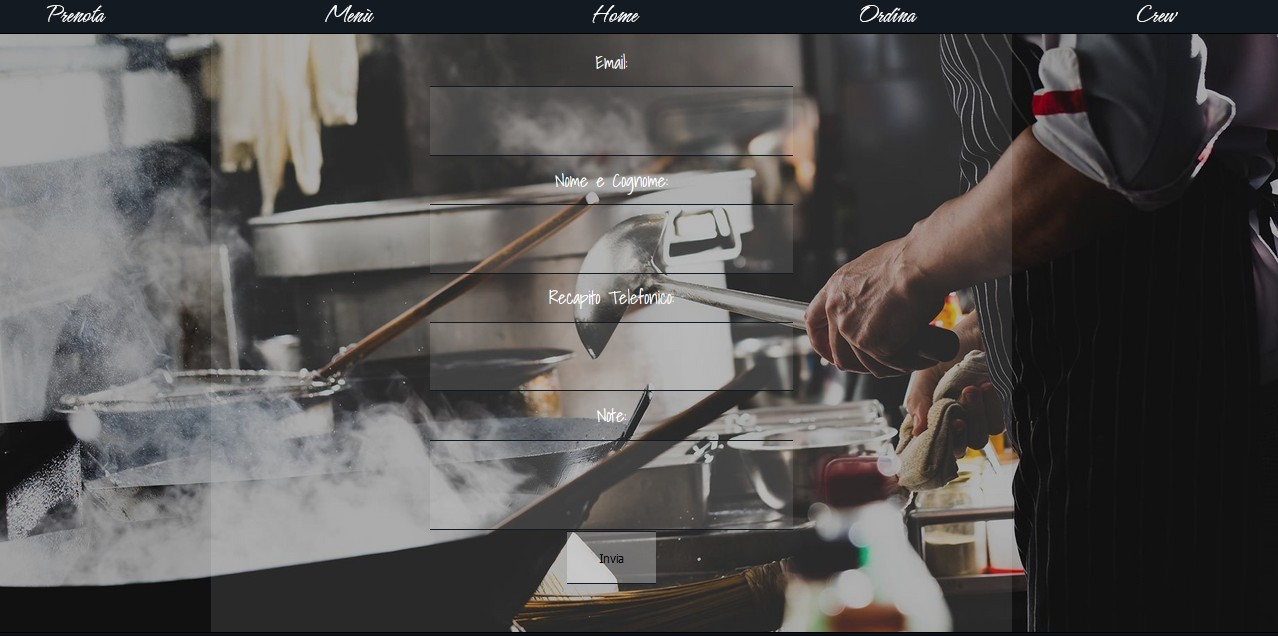 Prenota Menù Home Ordina Crew
Email:
Nome e Cognome:
Recapito Telefonico:
Note:
Invia